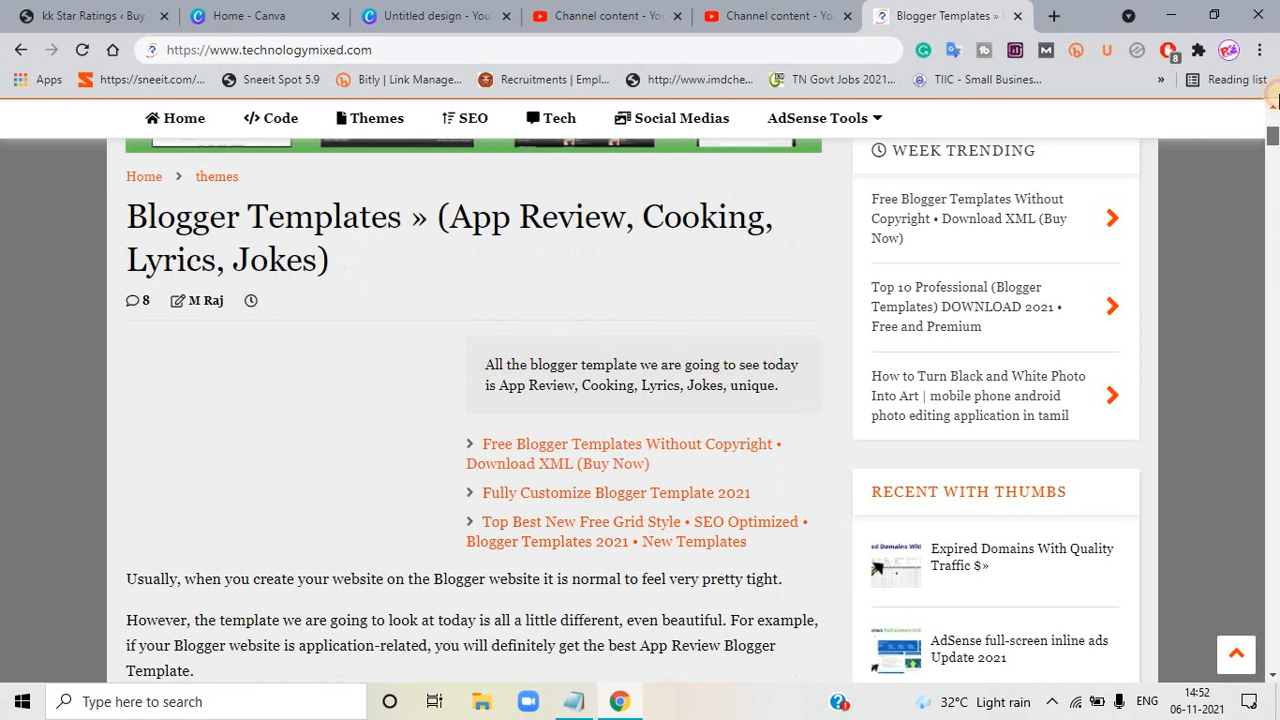 kk Star Ratings ‹ Buy
Home - Canva
Untitled design - You
Channel content - Yo
Channel content - Yo
Blogger Templates »
https://www.technologymixed.com
8
Apps
https://sneeit.com/...
Sneeit Spot 5.9
Bitly | Link Manage...
Recruitments | Empl...
http://www.imdche...
TN Govt Jobs 2021...
TIIC - Small Business...
»
Reading list
Home
</> Code
Themes
SEO
Tech
Social Medias
AdSense Tools
Home > themes
Blogger Templates » (App Review, Cooking,
Lyrics, Jokes)
8 M Raj
All the blogger template we are going to see today
is App Review, Cooking, Lyrics, Jokes, unique.
Free Blogger Templates Without Copyright •
Download XML (Buy Now)
Fully Customize Blogger Template 2021
Top Best New Free Grid Style • SEO Optimized •
Blogger Templates 2021 • New Templates
Usually, when you create your website on the Blogger website it is normal to feel very pretty tight.
However, the template we are going to look at today is all a little different, even beautiful. For example,
if your Blogger website is application-related, you will definitely get the best App Review Blogger
Template.
WEEK TRENDING
Free Blogger Templates Without
Copyright • Download XML (Buy
Now)
Top 10 Professional (Blogger
Templates) DOWNLOAD 2021 •
Free and Premium
How to Turn Black and White Photo
Into Art | mobile phone android
photo editing application in tamil
RECENT WITH THUMBS
Expired Domains With Quality
Traffic $»
AdSense full-screen inline ads
Update 2021
Type here to search
32°C Light rain
ENG
14:52
06-11-2021